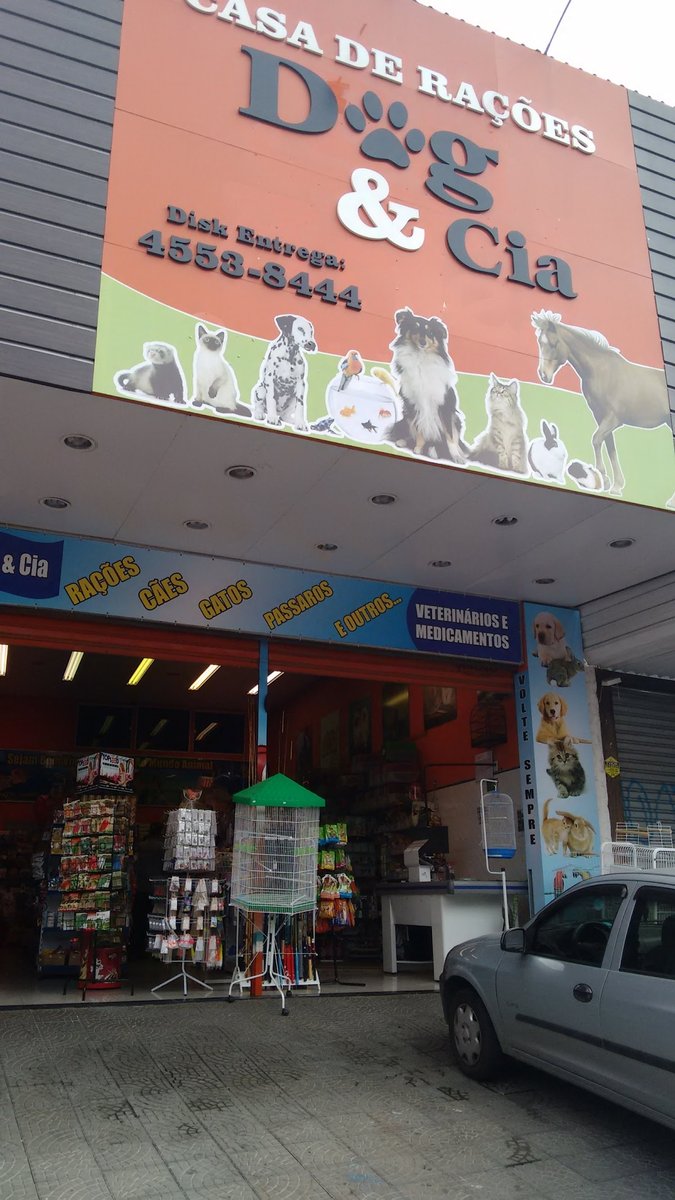 CASA DE RAÇÕES
Dog
& Cia
Disk Entrega:
4553-8444
& Cia
RAÇÕES
CÃES
GATOS
PASSAROS
E OUTROS...
VETERINÁRIOS E
MEDICAMENTOS
VOLTE SEMPRE